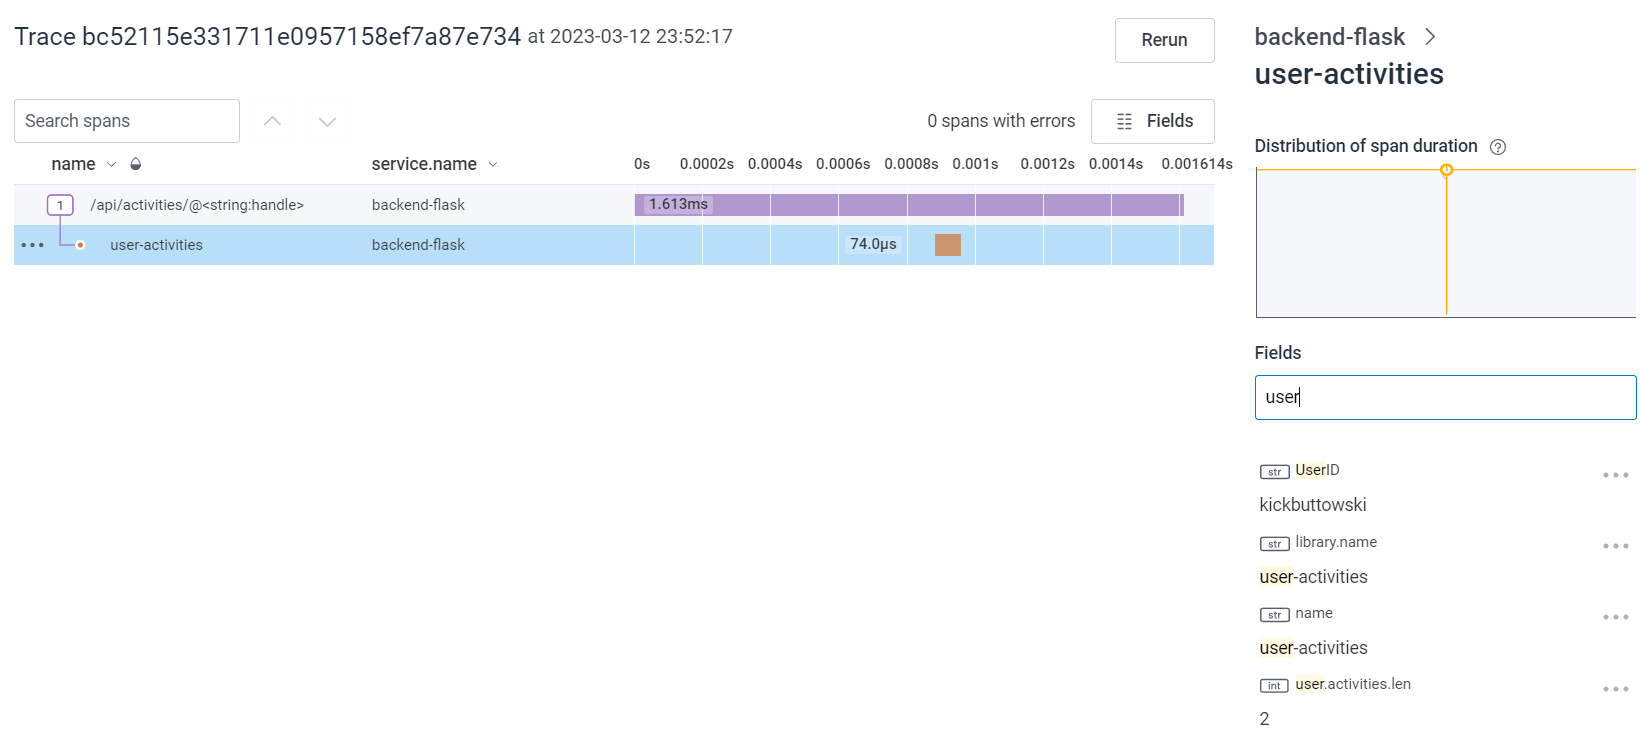 Trace bc52115e331711e0957158ef7a87e734 at 2023-03-12 23:52:17
Rerun
Search spans
0 spans with errors
Fields
name service.name 0s 0.0002s 0.0004s 0.0006s 0.0008s 0.001s 0.0012s 0.0014s 0.001614s
1 /api/activities/@<string:handle> backend-flask 1.613ms
user-activities backend-flask 74.0μs
backend-flask >
user-activities
Distribution of span duration ?
Fields
user
str UserID
kickbuttowski
str library.name
user-activities
str name
user-activities
int user.activities.len
2